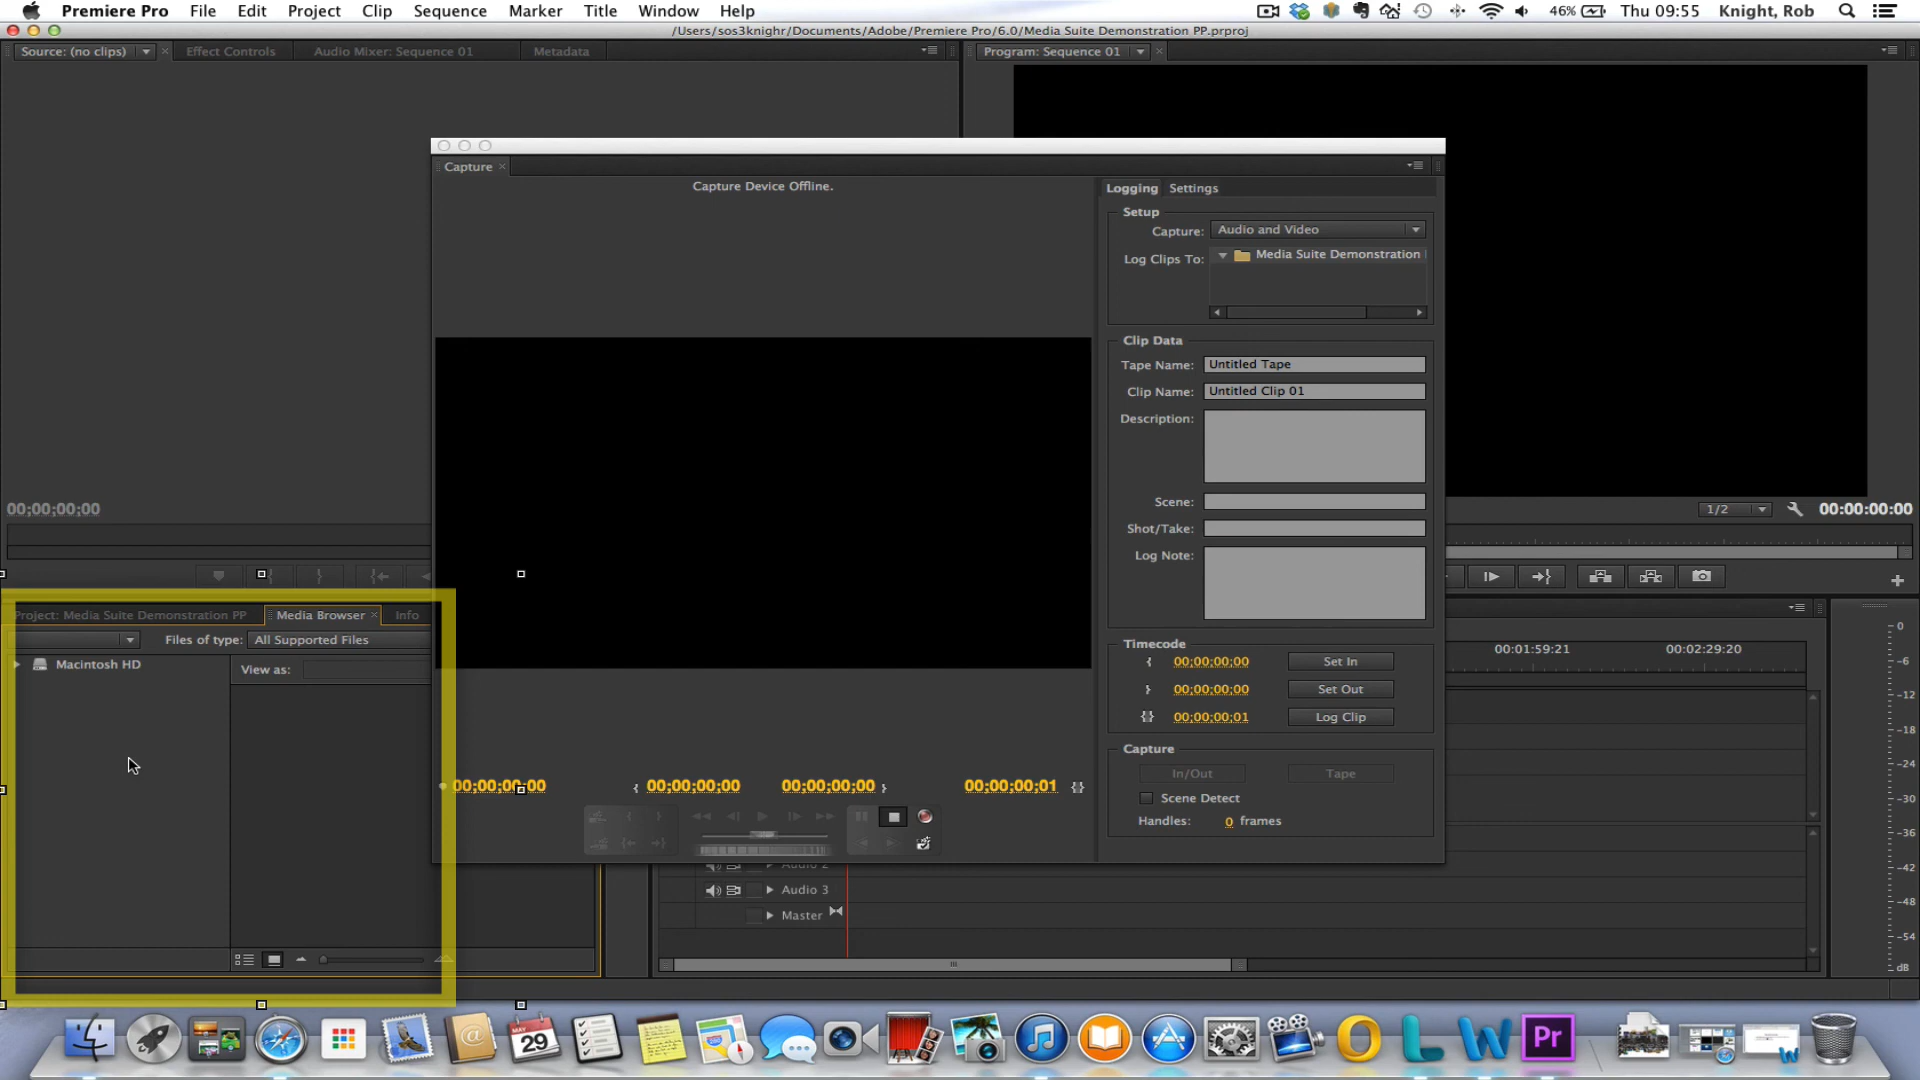 Premiere Pro File Edit Project Clip Sequence Marker Title Window Help 46% Thu 09:55 Knight, Rob
/Users/sos3knighr/Documents/Adobe/Premiere Pro/6.0/Media Suite Demonstration PP.prproj
Source: (no clips) Effect Controls Audio Mixer: Sequence 01 Metadata Program: Sequence 01
Capture
Capture Device Offline.
Logging Settings
Setup
Capture: Audio and Video
Log Clips To: Media Suite Demonstration
Clip Data
Tape Name: Untitled Tape
Clip Name: Untitled Clip 01
Description:
Scene:
Shot/Take:
Log Note:
00;00;00;00
1/2 00:00:00:00
Project: Media Suite Demonstration PP Media Browser Info
Files of type: All Supported Files
Macintosh HD View as:
Timecode
00;00;00;00 Set In
00;00;00;00 Set Out
00;00;00;01 Log Clip
Capture
In/Out Tape
Scene Detect
Handles: 0 frames
00;00;00;00 00;00;00;00 00;00;00;00 00;00;00;01
00:01:59:21 00:02:29:20
Audio 2
Audio 3
Master
0
-6
-12
-18
-24
-30
-36
-42
-48
-54
dB
MAY
29
Pr